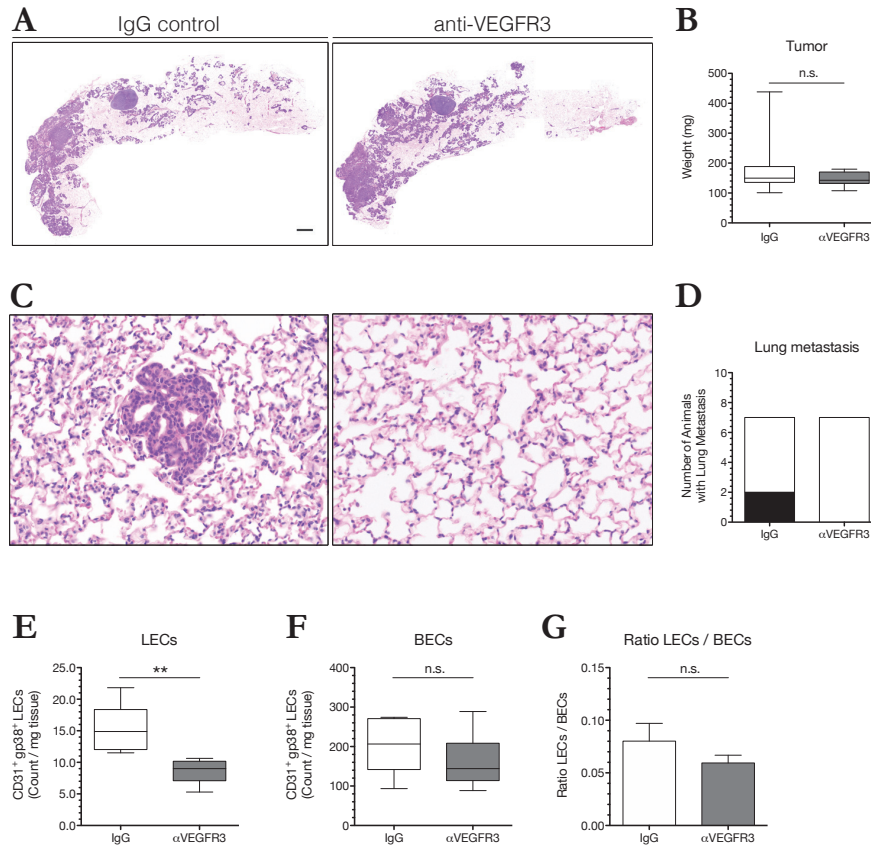 A
IgG control
anti-VEGFR3
B
Tumor
n.s.
500
400
300
200
100
0
Weight (mg)
IgG
αVEGFR3
C
D
Lung metastasis
10
8
6
4
2
0
Number of Animals
with Lung Metastasis
IgG
αVEGFR3
E
LECs
**
25.0
20.0
15.0
10.0
5.0
0.0
CD31⁺ gp38⁺ LECs
(Count / mg tissue)
IgG
αVEGFR3
F
BECs
n.s.
400
300
200
100
0
CD31⁺ gp38⁺ LECs
(Count / mg tissue)
IgG
αVEGFR3
G
Ratio LECs / BECs
n.s.
0.15
0.10
0.05
0.00
Ratio LECs / BECs
IgG
αVEGFR3